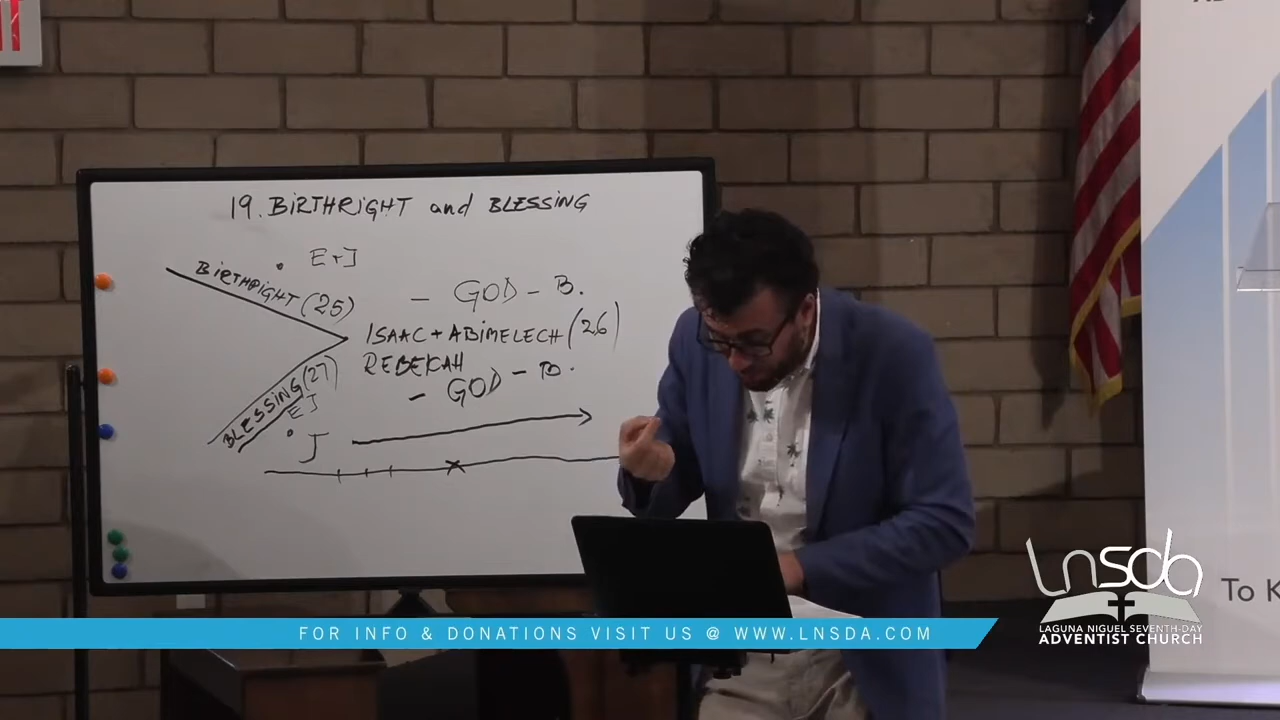 19. BIRTHRIGHT and BLESSING
E+J
BIRTHRIGHT (25)
- GOD - B.
ISAAC + ABIMELECH (26)
REBEKAH
- GOD - B.
BLESSING (27)
EJ
J
FOR INFO & DONATIONS VISIT US @ WWW.LNSDA.COM
Lnsda
LAGUNA NIGUEL SEVENTH-DAY
ADVENTIST CHURCH
To K